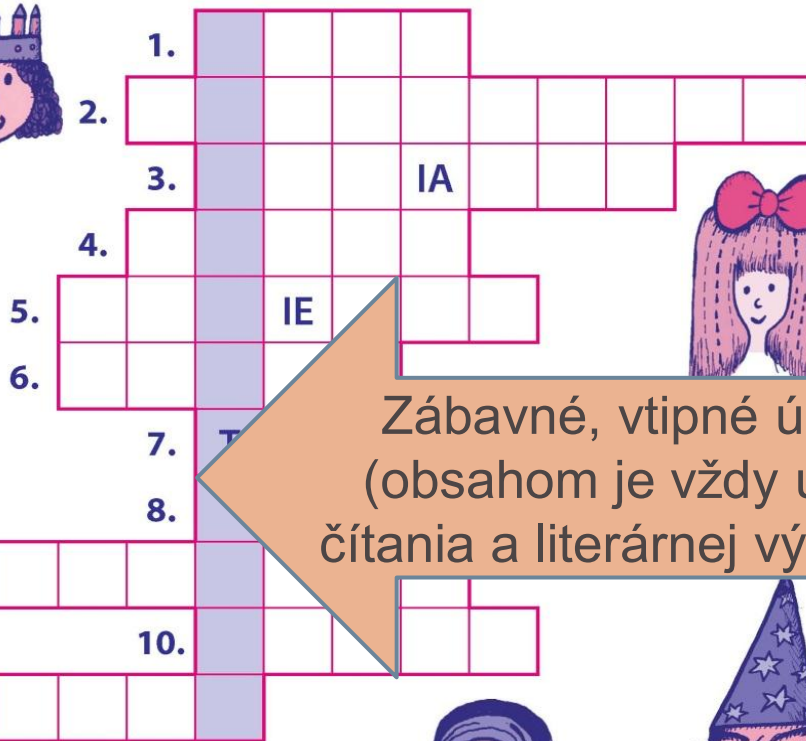 1.
2.
3. IA
4.
5. IE
6.
7. T
8.
10.
Zábavné, vtipné ú
(obsahom je vždy u
čítania a literárnej vý